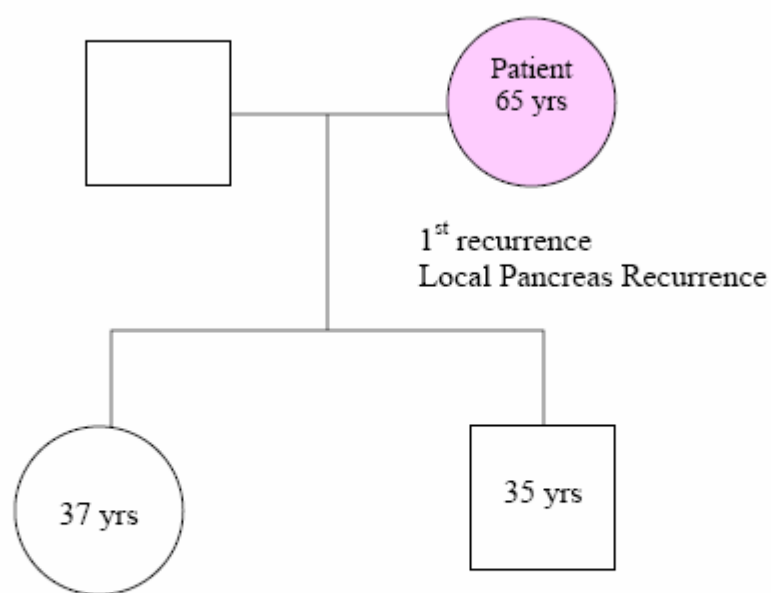 Patient
65 yrs
1st recurrence
Local Pancreas Recurrence
37 yrs
35 yrs